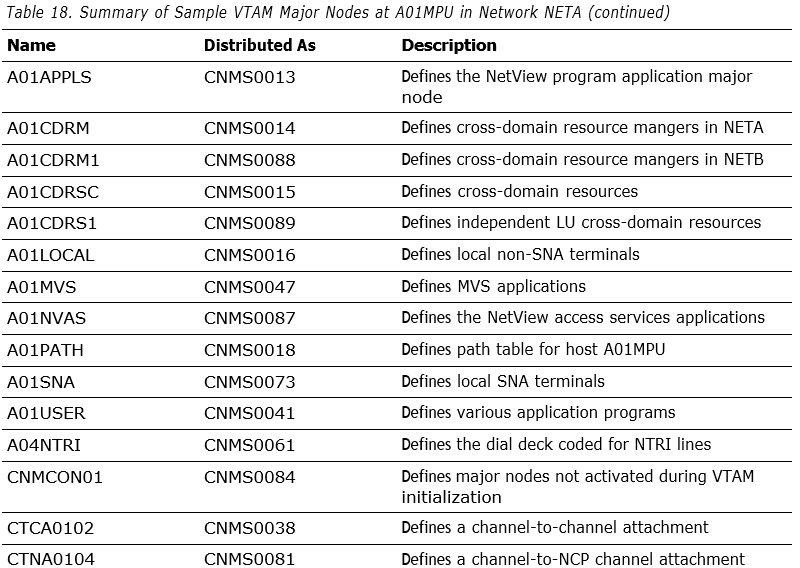 Table 18. Summary of Sample VTAM Major Nodes at A01MPU in Network NETA (continued)
Name Distributed As Description
A01APPLS CNMS0013 Defines the NetView program application major
node
A01CDRM CNMS0014 Defines cross-domain resource mangers in NETA
A01CDRM1 CNMS0088 Defines cross-domain resource mangers in NETB
A01CDRSC CNMS0015 Defines cross-domain resources
A01CDRS1 CNMS0089 Defines independent LU cross-domain resources
A01LOCAL CNMS0016 Defines local non-SNA terminals
A01MVS CNMS0047 Defines MVS applications
A01NVAS CNMS0087 Defines the NetView access services applications
A01PATH CNMS0018 Defines path table for host A01MPU
A01SNA CNMS0073 Defines local SNA terminals
A01USER CNMS0041 Defines various application programs
A04NTRI CNMS0061 Defines the dial deck coded for NTRI lines
CNMCON01 CNMS0084 Defines major nodes not activated during VTAM
initialization
CTCA0102 CNMS0038 Defines a channel-to-channel attachment
CTNA0104 CNMS0081 Defines a channel-to-NCP channel attachment